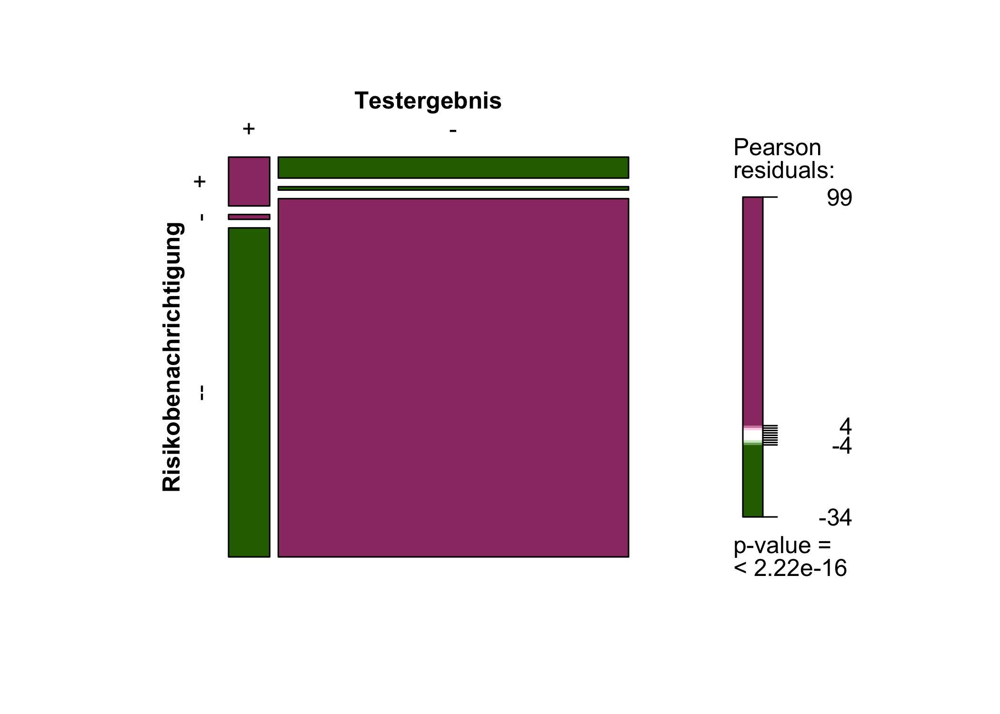 Testergebnis
+ -
Risikobenachrichtigung
+
-
--
Pearson
residuals:
99
4
-4
-34
p-value =
< 2.22e-16